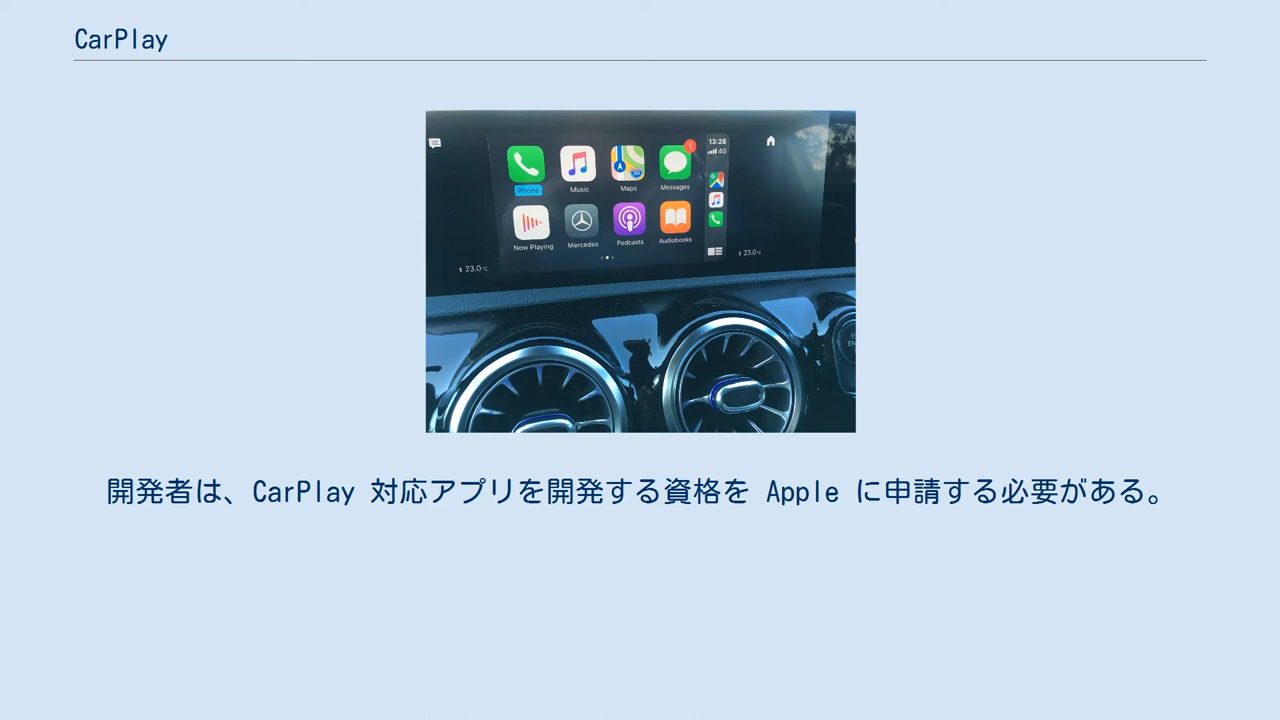 CarPlay
13:28
4G
Phone
Music
Maps
Messages
1
Now Playing
Mercedes
Podcasts
Audiobooks
23.0°C
23.0°C
開発者は、CarPlay 対応アプリを開発する資格を Apple に申請する必要がある。